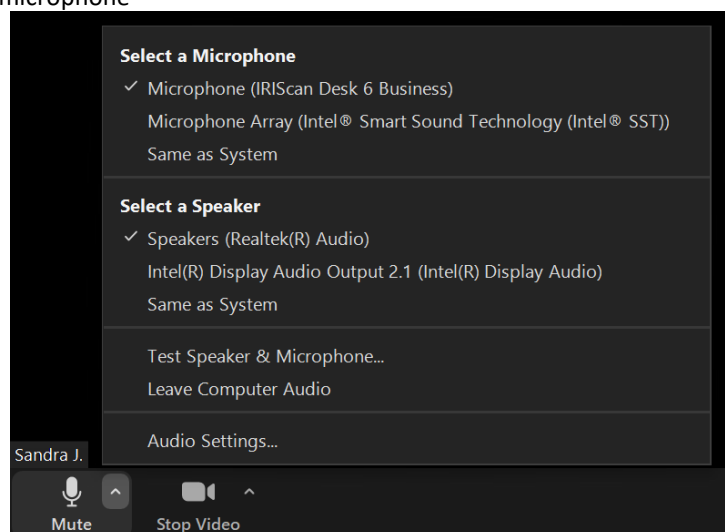 microphone
Select a Microphone
✓ Microphone (IRIScan Desk 6 Business)
Microphone Array (Intel® Smart Sound Technology (Intel® SST))
Same as System
Select a Speaker
✓ Speakers (Realtek(R) Audio)
Intel(R) Display Audio Output 2.1 (Intel(R) Display Audio)
Same as System
Test Speaker & Microphone...
Leave Computer Audio
Audio Settings...
Sandra J.
Mute
Stop Video